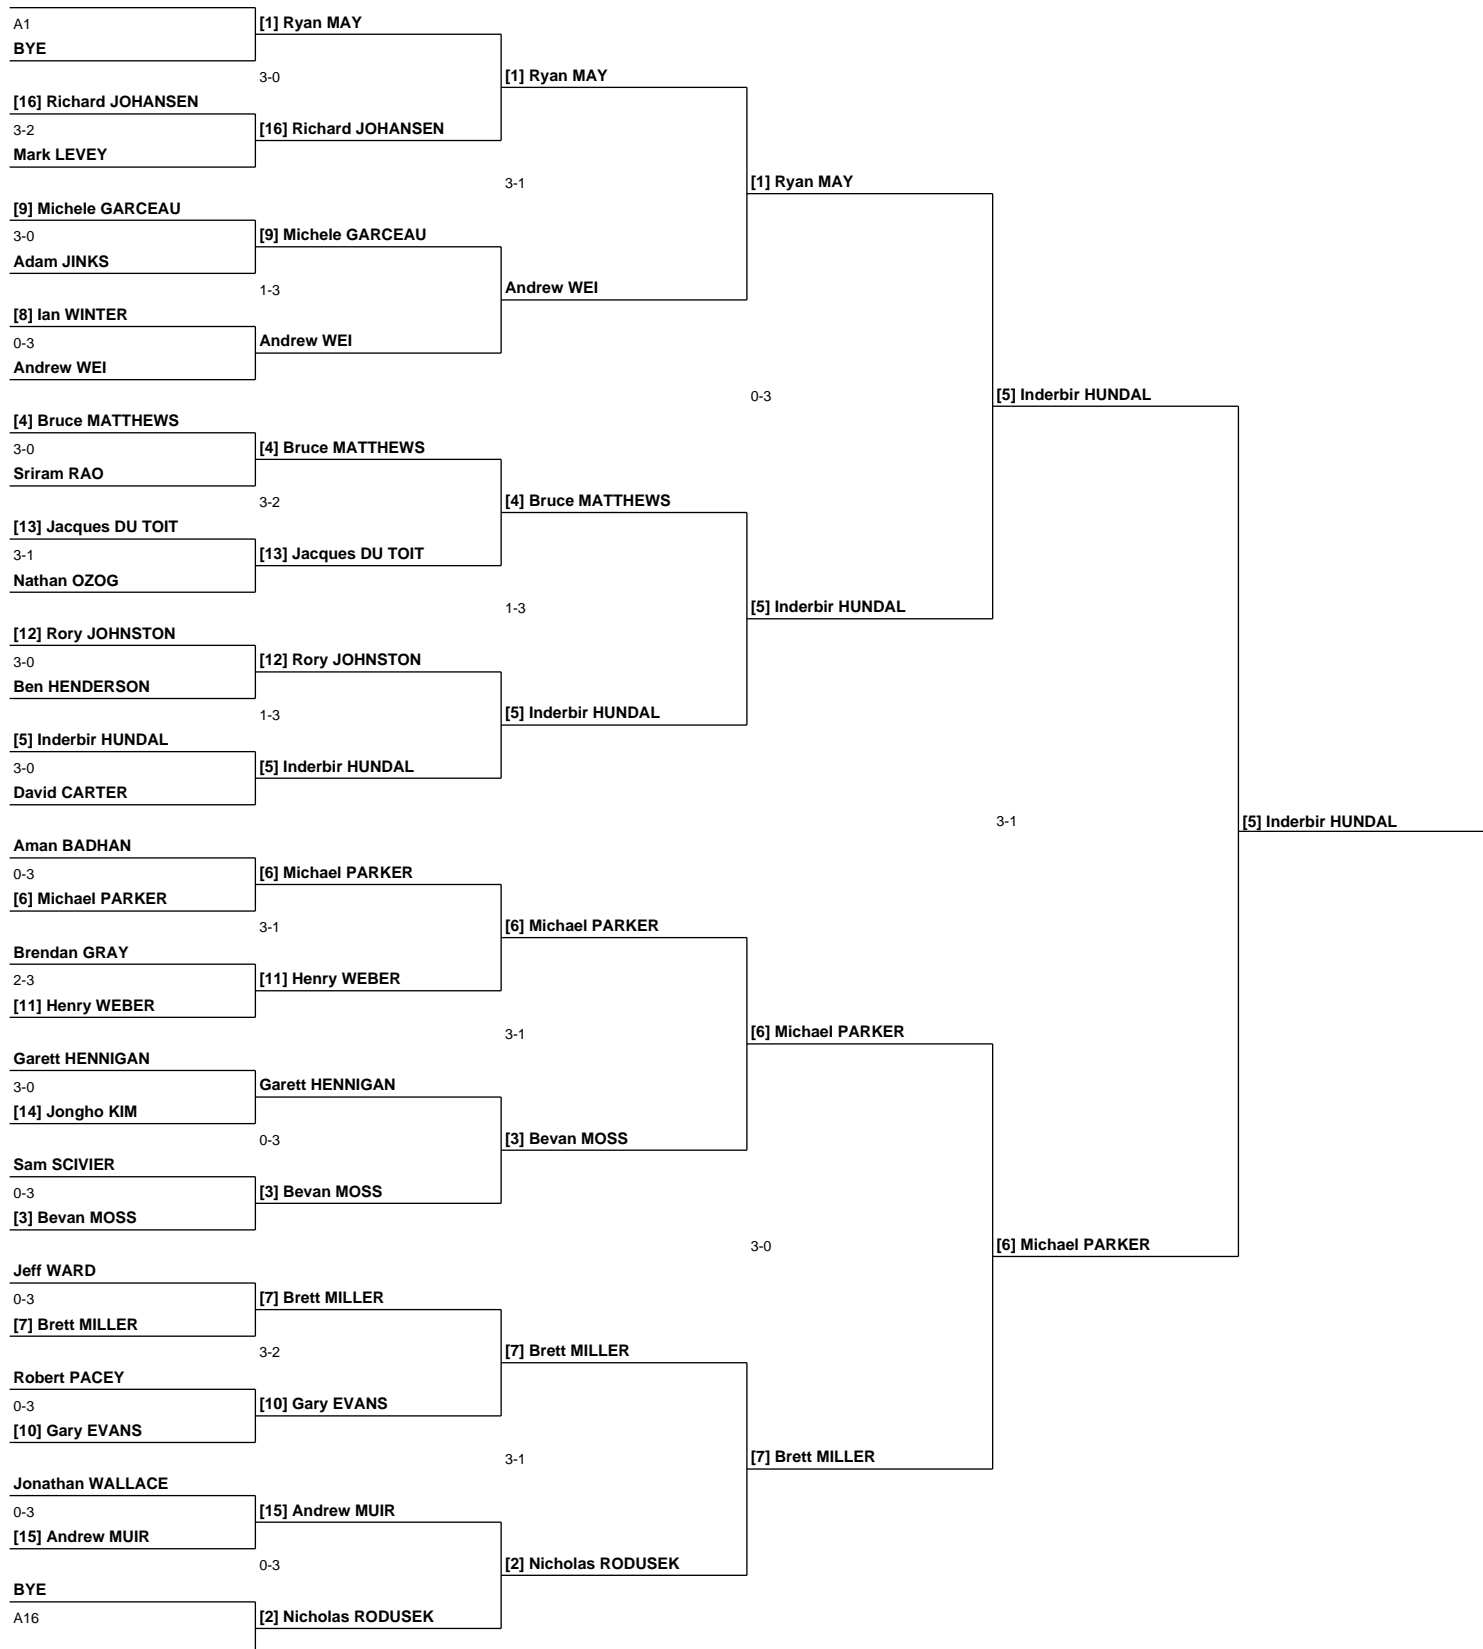 A1
BYE
[16] Richard JOHANSEN
3-2
Mark LEVEY
[9] Michele GARCEAU
3-0
Adam JINKS
[8] Ian WINTER
0-3
Andrew WEI
[4] Bruce MATTHEWS
3-0
Sriram RAO
[13] Jacques DU TOIT
3-1
Nathan OZOG
[12] Rory JOHNSTON
3-0
Ben HENDERSON
[5] Inderbir HUNDAL
3-0
David CARTER
Aman BADHAN
0-3
[6] Michael PARKER
Brendan GRAY
2-3
[11] Henry WEBER
Garett HENNIGAN
3-0
[14] Jongho KIM
Sam SCIVIER
0-3
[3] Bevan MOSS
Jeff WARD
0-3
[7] Brett MILLER
Robert PACEY
0-3
[10] Gary EVANS
Jonathan WALLACE
0-3
[15] Andrew MUIR
BYE
A16
[1] Ryan MAY
3-0
[16] Richard JOHANSEN
[9] Michele GARCEAU
1-3
Andrew WEI
[4] Bruce MATTHEWS
3-2
[13] Jacques DU TOIT
[12] Rory JOHNSTON
1-3
[5] Inderbir HUNDAL
[6] Michael PARKER
3-1
[11] Henry WEBER
Garett HENNIGAN
0-3
[3] Bevan MOSS
[7] Brett MILLER
3-2
[10] Gary EVANS
[15] Andrew MUIR
0-3
[2] Nicholas RODUSEK
[1] Ryan MAY
3-1
Andrew WEI
[4] Bruce MATTHEWS
1-3
[5] Inderbir HUNDAL
[6] Michael PARKER
3-1
[3] Bevan MOSS
[7] Brett MILLER
3-1
[2] Nicholas RODUSEK
[1] Ryan MAY
0-3
[5] Inderbir HUNDAL
[6] Michael PARKER
3-0
[7] Brett MILLER
[5] Inderbir HUNDAL
3-1
[6] Michael PARKER
[5] Inderbir HUNDAL